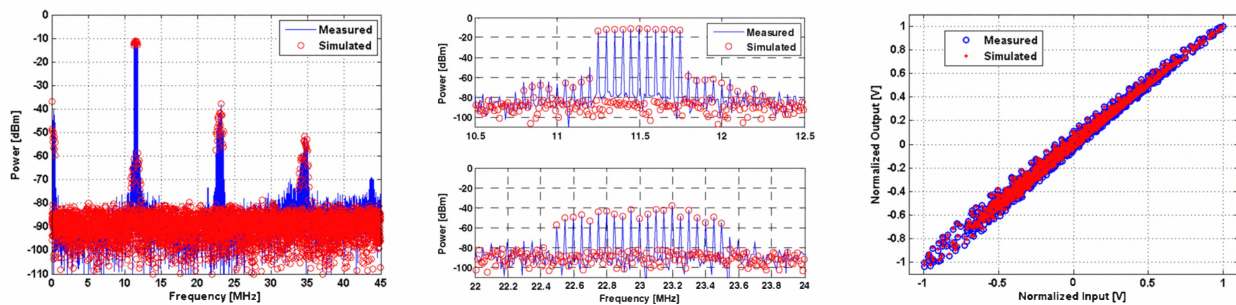 0
-10
-20
-30
-40
-50
-60
-70
-80
-90
-100
-110
Power [dBm]
0 5 10 15 20 25 30 35 40 45
Frequency [MHz]
Measured
Simulated
0
-20
-40
-60
-80
-100
Power [dBm]
10.5 11 11.5 12 12.5
Measured
Simulated
0
-20
-40
-60
-80
-100
Power [dBm]
22 22.2 22.4 22.6 22.8 23 23.2 23.4 23.6 23.8 24
Frequency [MHz]
1
0.8
0.6
0.4
0.2
0
-0.2
-0.4
-0.6
-0.8
-1
Normalized Output [V]
-1 -0.5 0 0.5 1
Normalized Input [V]
Measured
Simulated